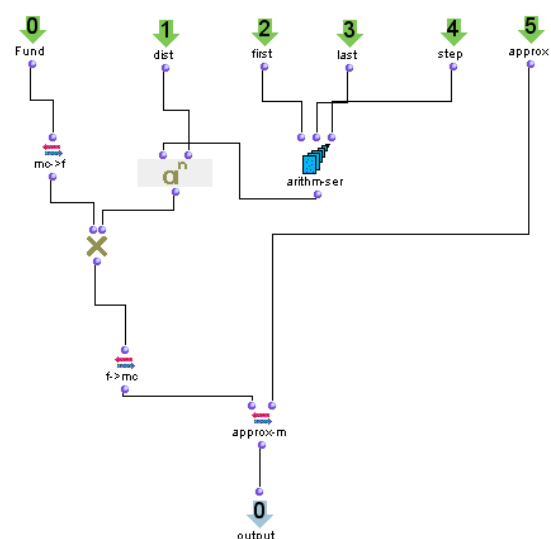 0 1 2 3 4 5
Fund dist first last step approx
mc->f
aⁿ
arithm-ser
×
f->mc
approx-m
0
output